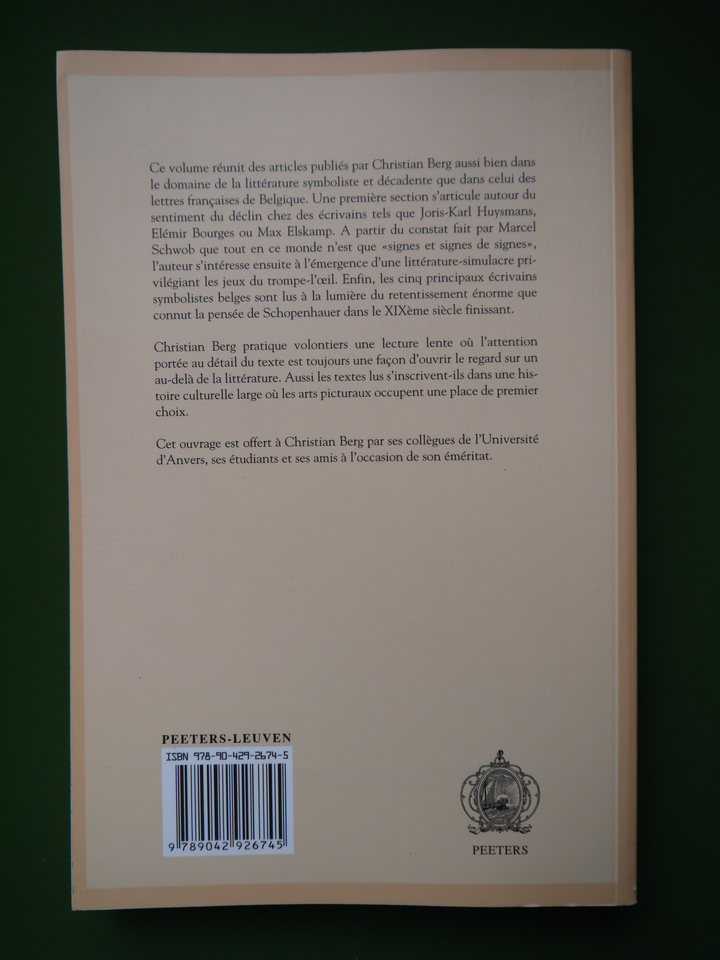 Ce volume réunit des articles publiés par Christian Berg aussi bien dans
le domaine de la littérature symboliste et décadente que dans celui des
lettres françaises de Belgique. Une première section s'articule autour du
sentiment du déclin chez des écrivains tels que Joris-Karl Huysmans,
Elémir Bourges ou Max Elskamp. A partir du constat fait par Marcel
Schwob que tout en ce monde n'est que «signes et signes de signes»,
l'auteur s'intéresse ensuite à l'émergence d'une littérature-simulacre pri-
vilégiant les jeux du trompe-l'œil. Enfin, les cinq principaux écrivains
symbolistes belges sont lus à la lumière du retentissement énorme que
connut la pensée de Schopenhauer dans le XIXème siècle finissant.
Christian Berg pratique volontiers une lecture lente où l'attention
portée au détail du texte est toujours une façon d'ouvrir le regard sur un
au-delà de la littérature. Aussi les textes lus s'inscrivent-ils dans une his-
toire culturelle large où les arts picturaux occupent une place de premier
choix.
Cet ouvrage est offert à Christian Berg par ses collègues de l'Université
d'Anvers, ses étudiants et ses amis à l'occasion de son éméritat.
PEETERS-LEUVEN
ISBN 978-90-429-2674-5
9 789042 926745
PEETERS